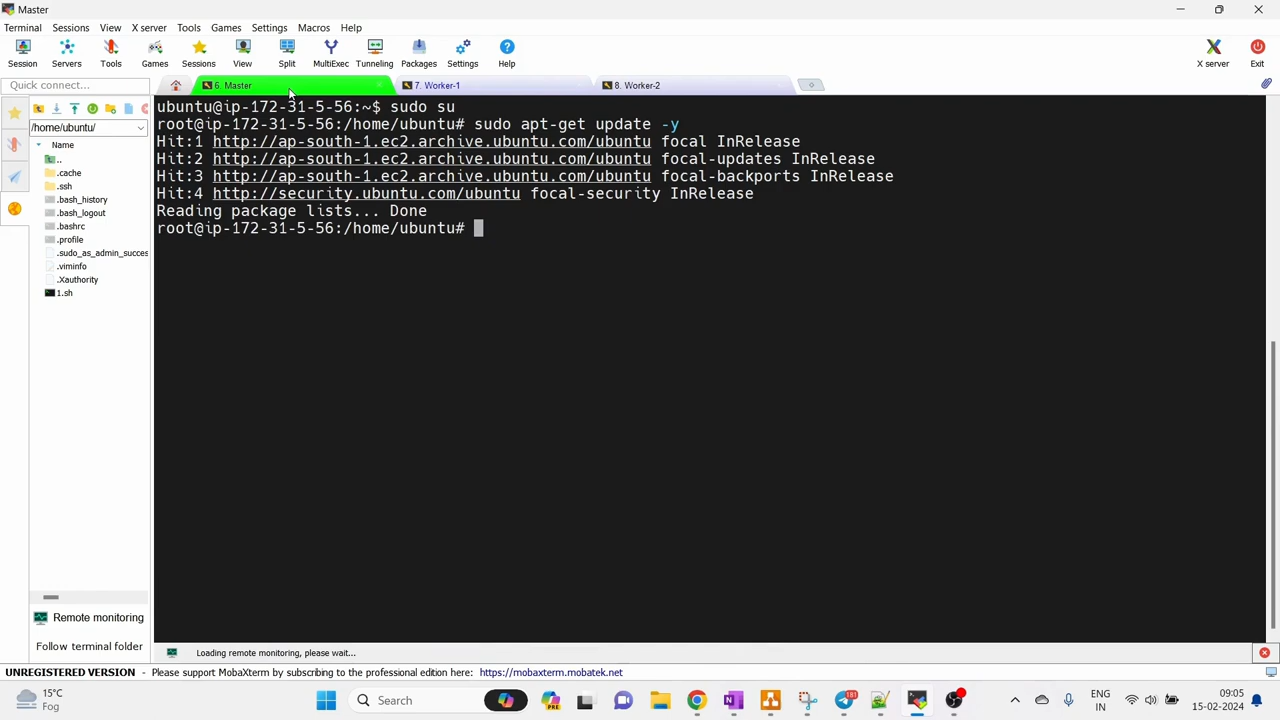 Master
Terminal Sessions View X server Tools Games Settings Macros Help
Session Servers Tools Games Sessions View Split MultiExec Tunneling Packages Settings Help X server Exit
Quick connect...
6. Master
7. Worker-1
8. Worker-2
/home/ubuntu/
Name
..
.cache
.ssh
.bash_history
.bash_logout
.bashrc
.profile
.sudo_as_admin_succes
.viminfo
.Xauthority
1.sh
Remote monitoring
Follow terminal folder
ubuntu@ip-172-31-5-56:~$ sudo su
root@ip-172-31-5-56:/home/ubuntu# sudo apt-get update -y
Hit:1 http://ap-south-1.ec2.archive.ubuntu.com/ubuntu focal InRelease
Hit:2 http://ap-south-1.ec2.archive.ubuntu.com/ubuntu focal-updates InRelease
Hit:3 http://ap-south-1.ec2.archive.ubuntu.com/ubuntu focal-backports InRelease
Hit:4 http://security.ubuntu.com/ubuntu focal-security InRelease
Reading package lists... Done
root@ip-172-31-5-56:/home/ubuntu#
Loading remote monitoring, please wait...
UNREGISTERED VERSION - Please support MobaXterm by subscribing to the professional edition here: https://mobaxterm.mobatek.net
15°C
Fog
Search
PRE
181
ENG
IN
09:05
15-02-2024